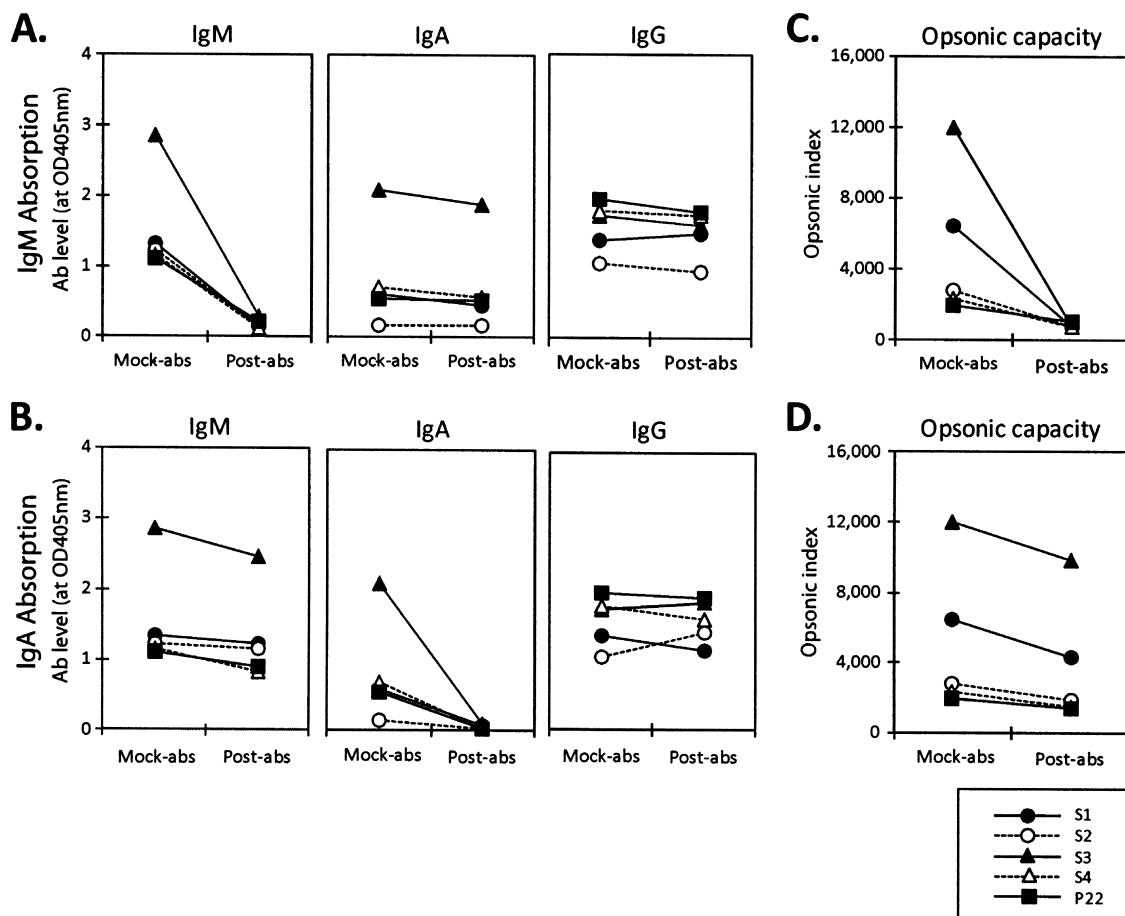 A.
IgM
IgA
IgG
IgM Absorption
Ab level (at OD405nm)
4
3
2
1
0
Mock-abs Post-abs
Mock-abs Post-abs
Mock-abs Post-abs
C.
Opsonic capacity
Opsonic index
16,000
12,000
8,000
4,000
0
Mock-abs Post-abs
B.
IgM
IgA
IgG
IgA Absorption
Ab level (at OD405nm)
4
3
2
1
0
Mock-abs Post-abs
Mock-abs Post-abs
Mock-abs Post-abs
D.
Opsonic capacity
Opsonic index
16,000
12,000
8,000
4,000
0
Mock-abs Post-abs
S1
S2
S3
S4
P22